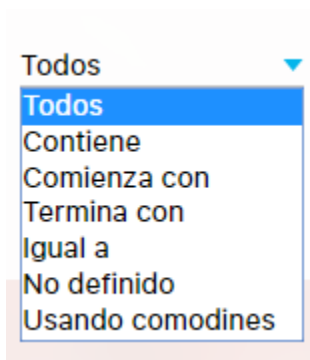 Todos
Todos
Contiene
Comienza con
Termina con
Igual a
No definido
Usando comodines